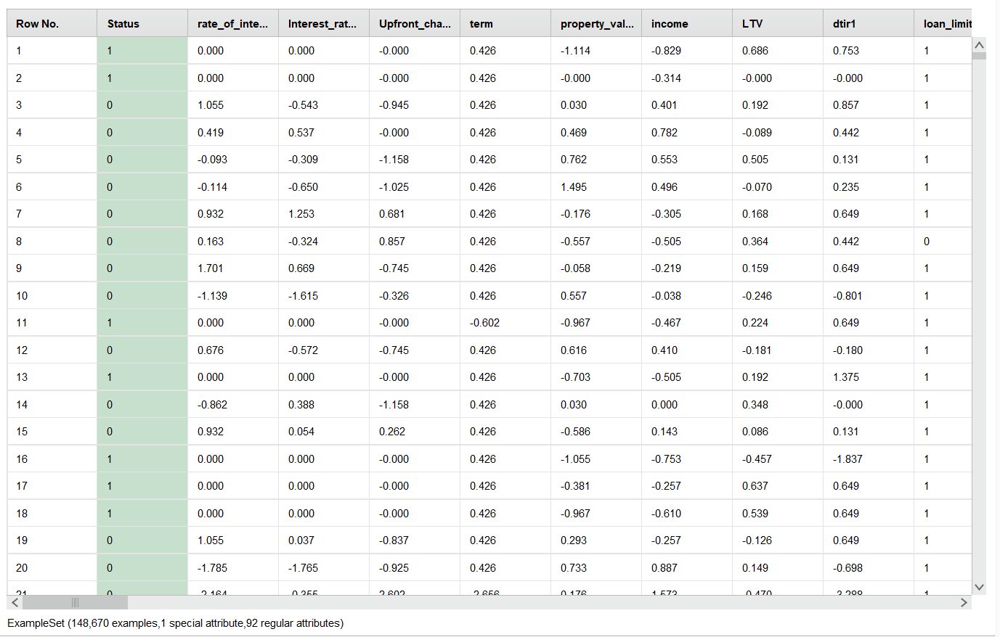 Row No. Status rate_of_inte... Interest_rat... Upfront_cha... term property_val... income LTV dtir1 loan_limit
1 1 0.000 0.000 -0.000 0.426 -1.114 -0.829 0.686 0.753 1
2 1 0.000 0.000 -0.000 0.426 -0.000 -0.314 -0.000 -0.000 1
3 0 1.055 -0.543 -0.945 0.426 0.030 0.401 0.192 0.857 1
4 0 0.419 0.537 -0.000 0.426 0.469 0.782 -0.089 0.442 1
5 0 -0.093 -0.309 -1.158 0.426 0.762 0.553 0.505 0.131 1
6 0 -0.114 -0.650 -1.025 0.426 1.495 0.496 -0.070 0.235 1
7 0 0.932 1.253 0.681 0.426 -0.176 -0.305 0.168 0.649 1
8 0 0.163 -0.324 0.857 0.426 -0.557 -0.505 0.364 0.442 0
9 0 1.701 0.669 -0.745 0.426 -0.058 -0.219 0.159 0.649 1
10 0 -1.139 -1.615 -0.326 0.426 0.557 -0.038 -0.246 -0.801 1
11 1 0.000 0.000 -0.000 -0.602 -0.967 -0.467 0.224 0.649 1
12 0 0.676 -0.572 -0.745 0.426 0.616 0.410 -0.181 -0.180 1
13 1 0.000 0.000 -0.000 0.426 -0.703 -0.505 0.192 1.375 1
14 0 -0.862 0.388 -1.158 0.426 0.030 0.000 0.348 -0.000 1
15 0 0.932 0.054 0.262 0.426 -0.586 0.143 0.086 0.131 1
16 1 0.000 0.000 -0.000 0.426 -1.055 -0.753 -0.457 -1.837 1
17 1 0.000 0.000 -0.000 0.426 -0.381 -0.257 0.637 0.649 1
18 1 0.000 0.000 -0.000 0.426 -0.967 -0.610 0.539 0.649 1
19 0 1.055 0.037 -0.837 0.426 0.293 -0.257 -0.126 0.649 1
20 0 -1.785 -1.765 -0.925 0.426 0.733 0.887 0.149 -0.698 1
21 0 -2.164 -0.355 2.602 -2.656 0.176 1.573 -0.470 -3.288 1
ExampleSet (148,670 examples,1 special attribute,92 regular attributes)